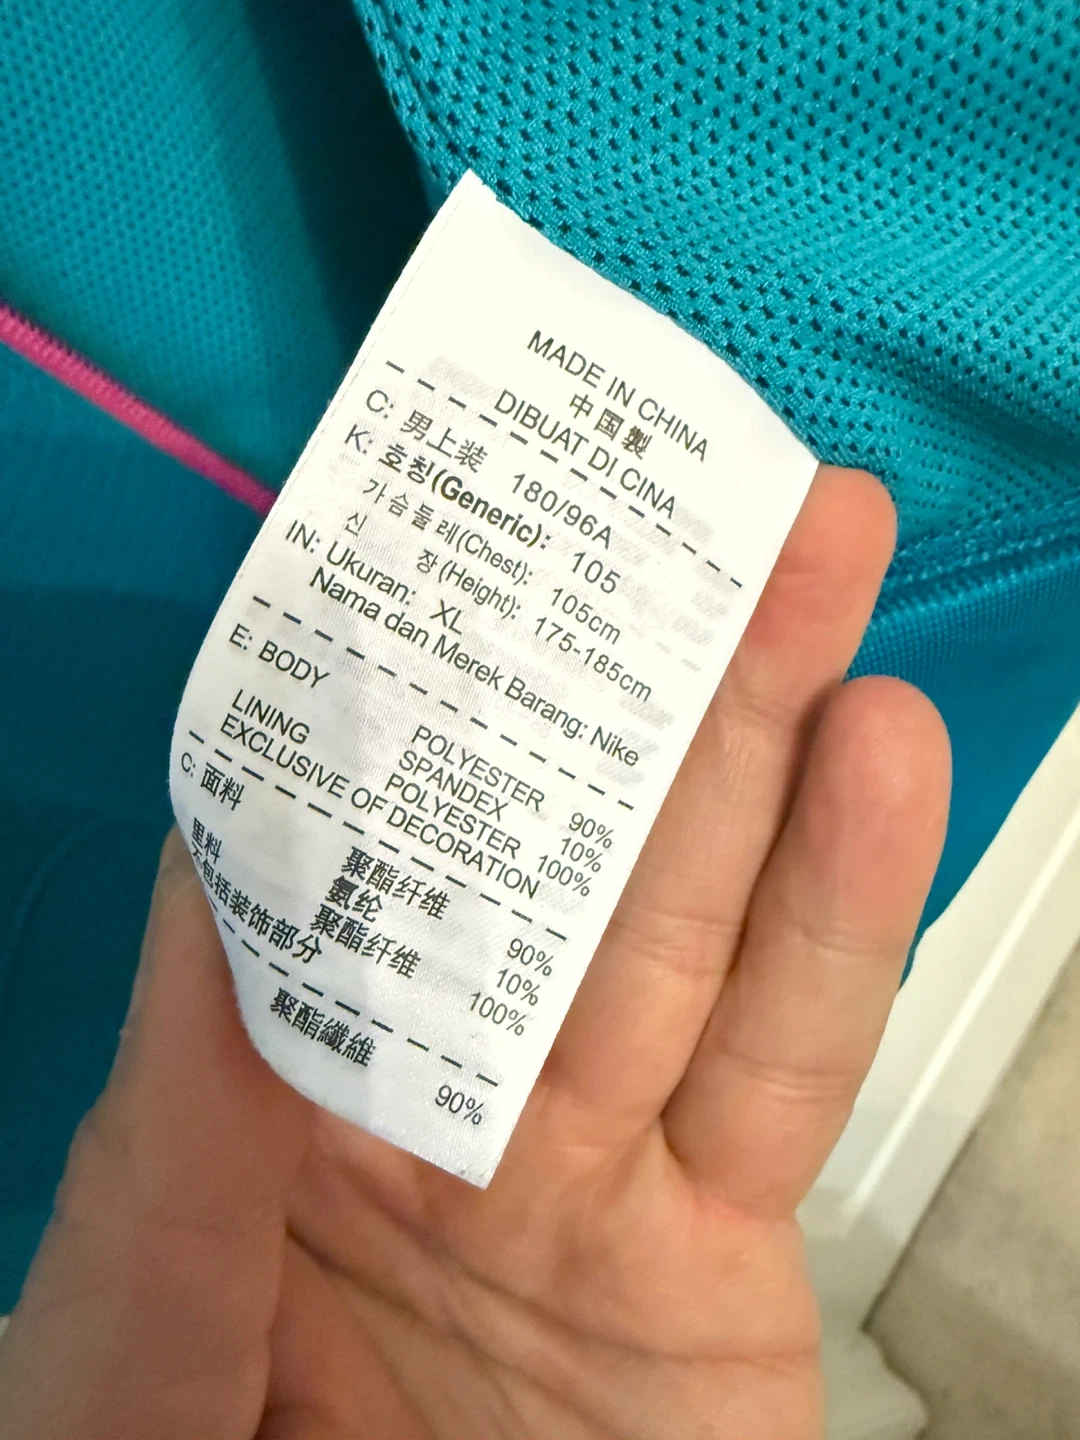 MADE IN CHINA
中国製
DIBUAT DI CINA
C: 男上装 180/96A
K: 호칭(Generic): 105
가슴둘레(Chest): 105cm
신 장(Height): 175-185cm
IN: Ukuran: XL
Nama dan Merek Barang: Nike
E: BODY
POLYESTER 90%
SPANDEX 10%
LINING POLYESTER 100%
EXCLUSIVE OF DECORATION
C: 面料
聚酯纤维 90%
氨纶 10%
里料 聚酯纤维 100%
不包括装饰部分
聚酯纖維 90%